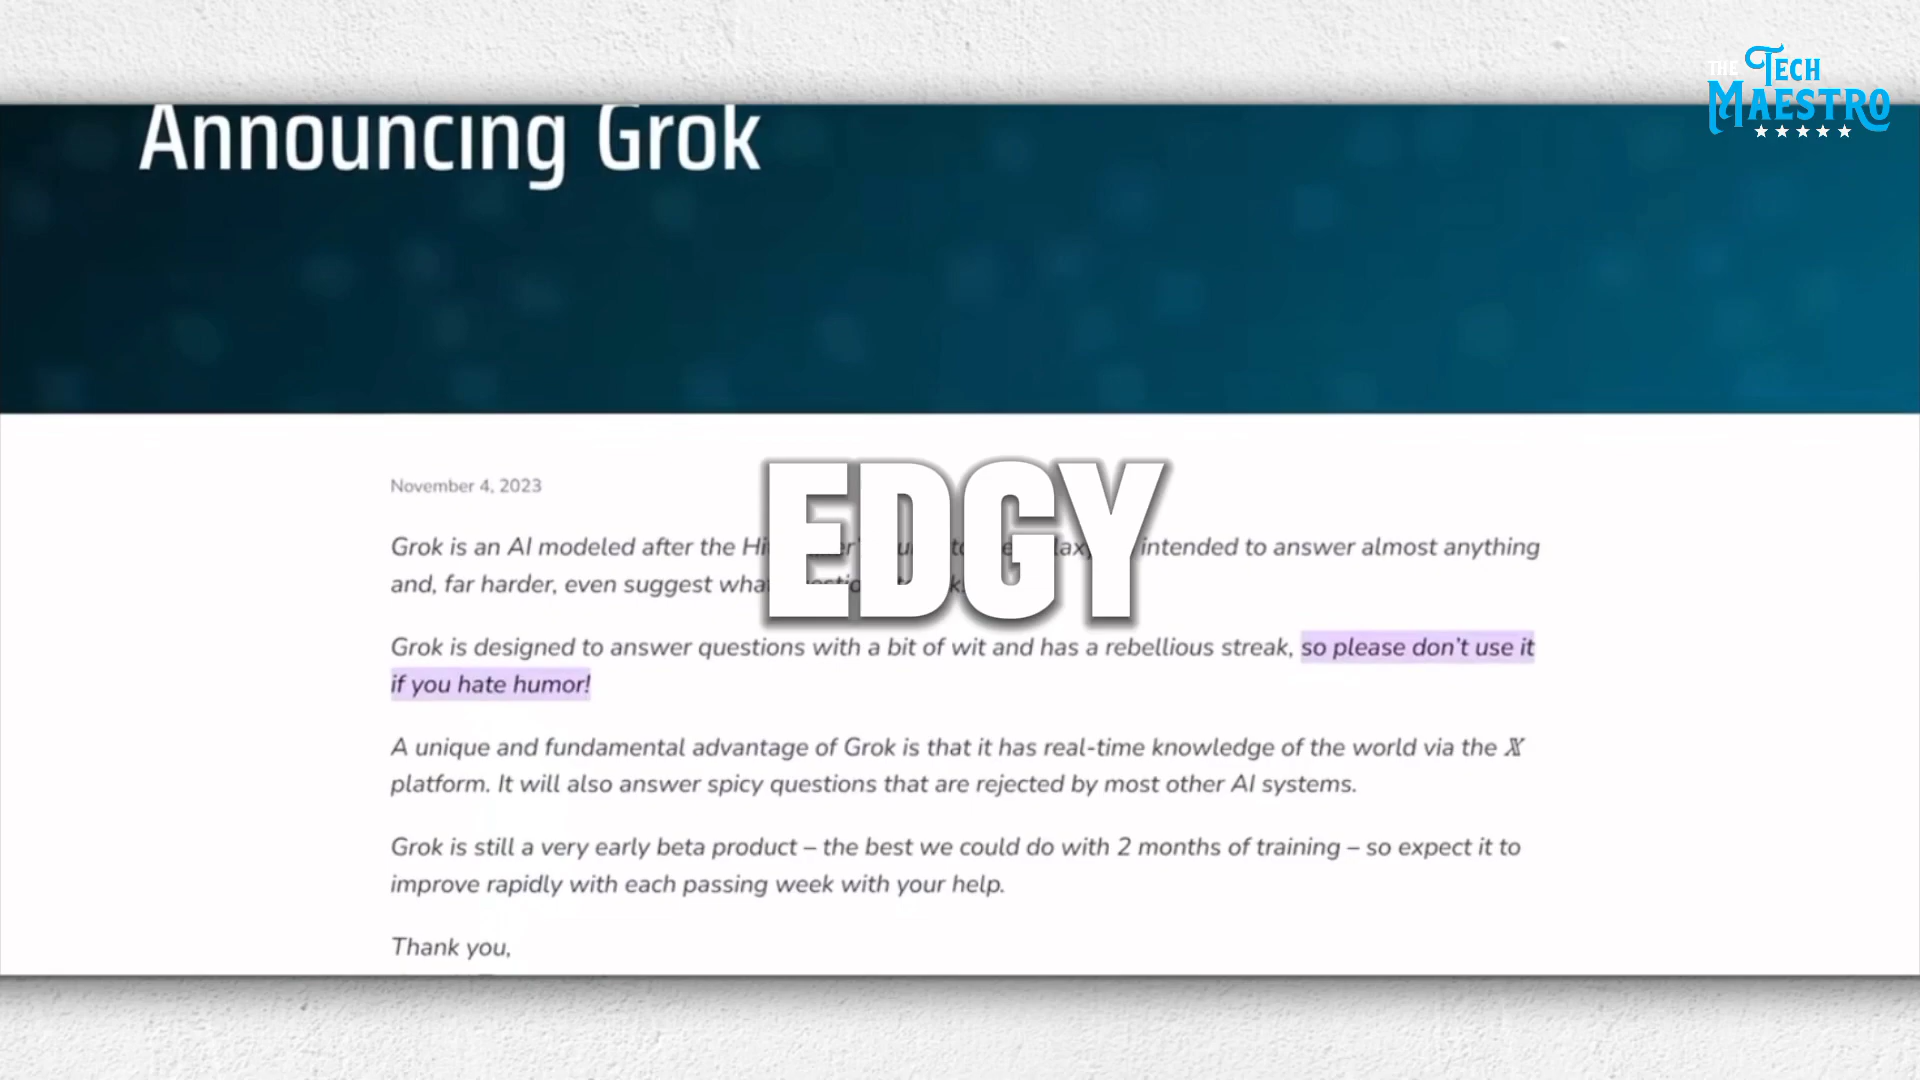 THE TECH
MAESTRO
Announcing Grok
November 4, 2023
EDGY
Grok is an AI modeled after the intended to answer almost anything
and, far harder, even suggest
Grok is designed to answer questions with a bit of wit and has a rebellious streak, so please don't use it
if you hate humor!
A unique and fundamental advantage of Grok is that it has real-time knowledge of the world via the 𝕏
platform. It will also answer spicy questions that are rejected by most other AI systems.
Grok is still a very early beta product – the best we could do with 2 months of training – so expect it to
improve rapidly with each passing week with your help.
Thank you,